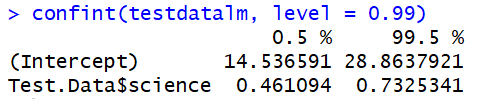 > confint(testdatalm, level = 0.99)
0.5 % 99.5 %
(Intercept) 14.536591 28.8637921
Test.Data$science 0.461094 0.7325341